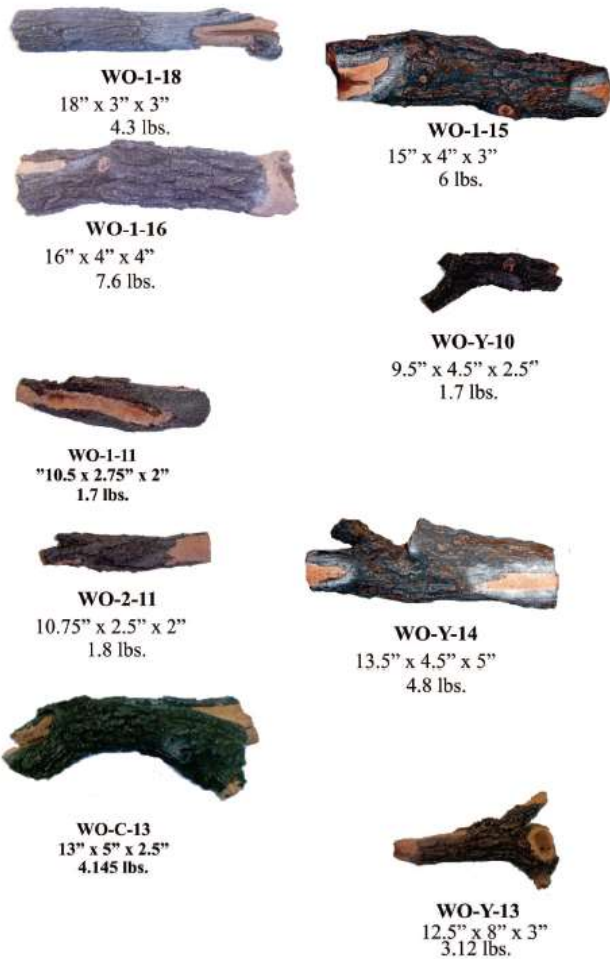 WO-1-18
18” x 3” x 3”
4.3 lbs.
WO-1-15
15” x 4” x 3”
6 lbs.
WO-1-16
16” x 4” x 4”
7.6 lbs.
WO-Y-10
9.5” x 4.5” x 2.5”
1.7 lbs.
WO-1-11
”10.5 x 2.75” x 2”
1.7 lbs.
WO-2-11
10.75” x 2.5” x 2”
1.8 lbs.
WO-Y-14
13.5” x 4.5” x 5”
4.8 lbs.
WO-C-13
13” x 5” x 2.5”
4.145 lbs.
WO-Y-13
12.5” x 8” x 3”
3.12 lbs.